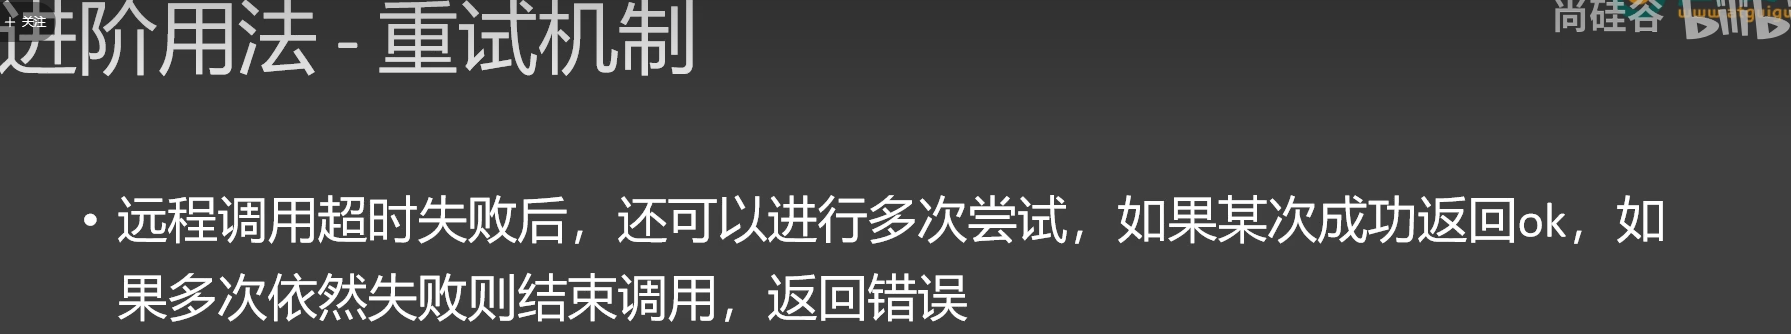 + 关注
进阶用法 - 重试机制
尚硅谷
bilibili
• 远程调用超时失败后，还可以进行多次尝试，如果某次成功返回ok，如
果多次依然失败则结束调用，返回错误